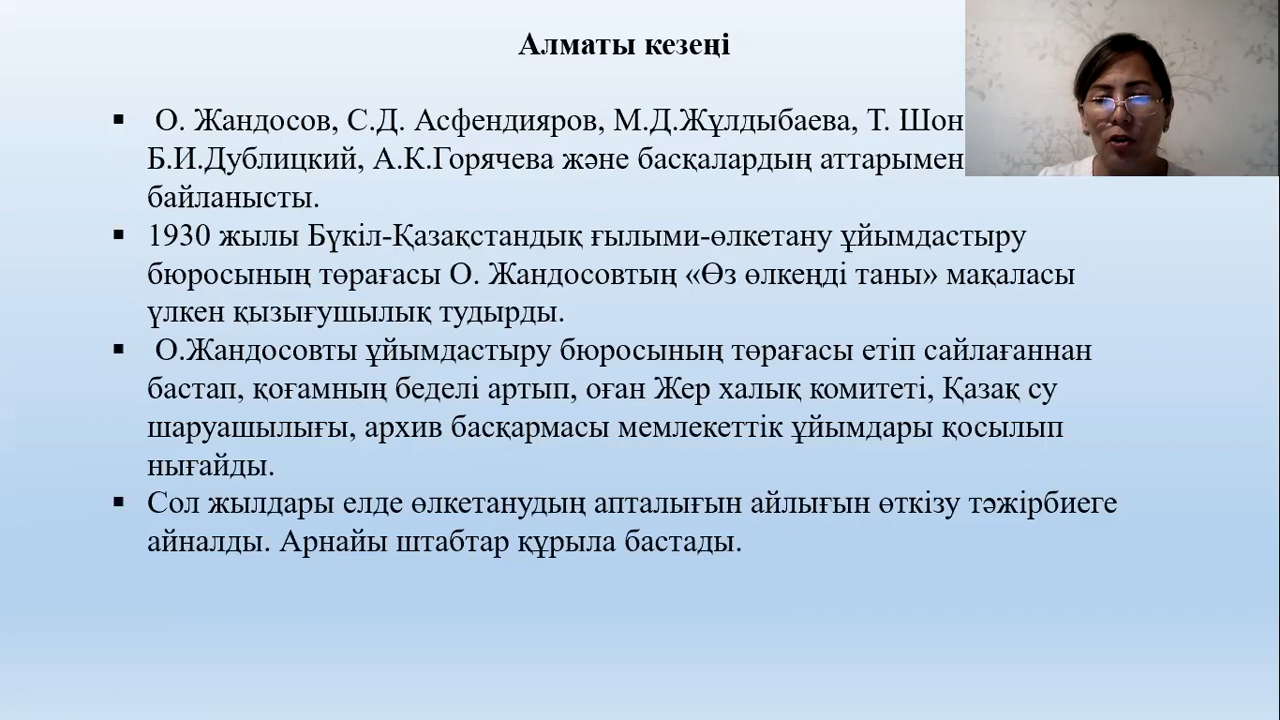 Алматы кезеңі
▪ О. Жандосов, С.Д. Асфендияров, М.Д.Жұлдыбаева, Т. Шон
Б.И.Дублицкий, А.К.Горячева және басқалардың аттарымен
байланысты.
▪ 1930 жылы Бүкіл-Қазақстандық ғылыми-өлкетану ұйымдастыру
бюросының төрағасы О. Жандосовтың «Өз өлкеңді таны» мақаласы
үлкен қызығушылық тудырды.
▪ О.Жандосовты ұйымдастыру бюросының төрағасы етіп сайлағаннан
бастап, қоғамның беделі артып, оған Жер халық комитеті, Қазақ су
шаруашылығы, архив басқармасы мемлекеттік ұйымдары қосылып
нығайды.
▪ Сол жылдары елде өлкетанудың апталығын айлығын өткізу тәжірбиеге
айналды. Арнайы штабтар құрыла бастады.